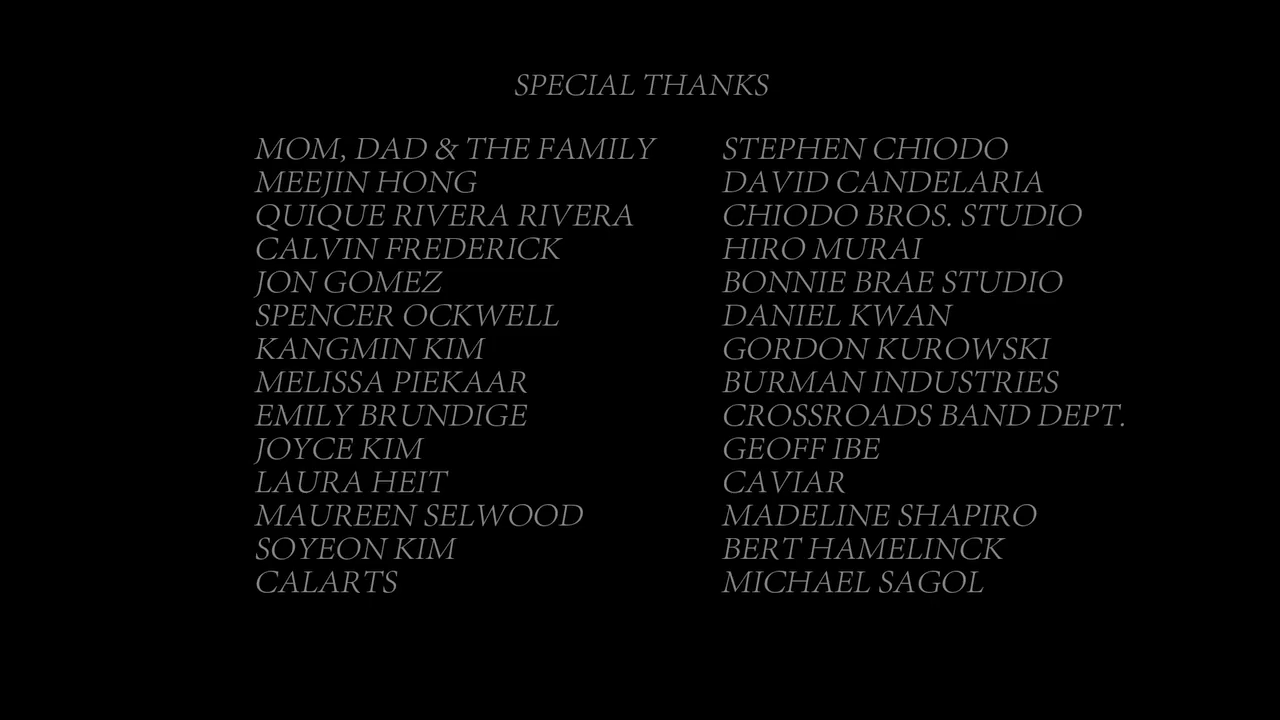 SPECIAL THANKS
MOM, DAD & THE FAMILY
MEEJIN HONG
QUIQUE RIVERA RIVERA
CALVIN FREDERICK
JON GOMEZ
SPENCER OCKWELL
KANGMIN KIM
MELISSA PIEKAAR
EMILY BRUNDIGE
JOYCE KIM
LAURA HEIT
MAUREEN SELWOOD
SOYEON KIM
CALARTS
STEPHEN CHIODO
DAVID CANDELARIA
CHIODO BROS. STUDIO
HIRO MURAI
BONNIE BRAE STUDIO
DANIEL KWAN
GORDON KUROWSKI
BURMAN INDUSTRIES
CROSSROADS BAND DEPT.
GEOFF IBE
CAVIAR
MADELINE SHAPIRO
BERT HAMELINCK
MICHAEL SAGOL